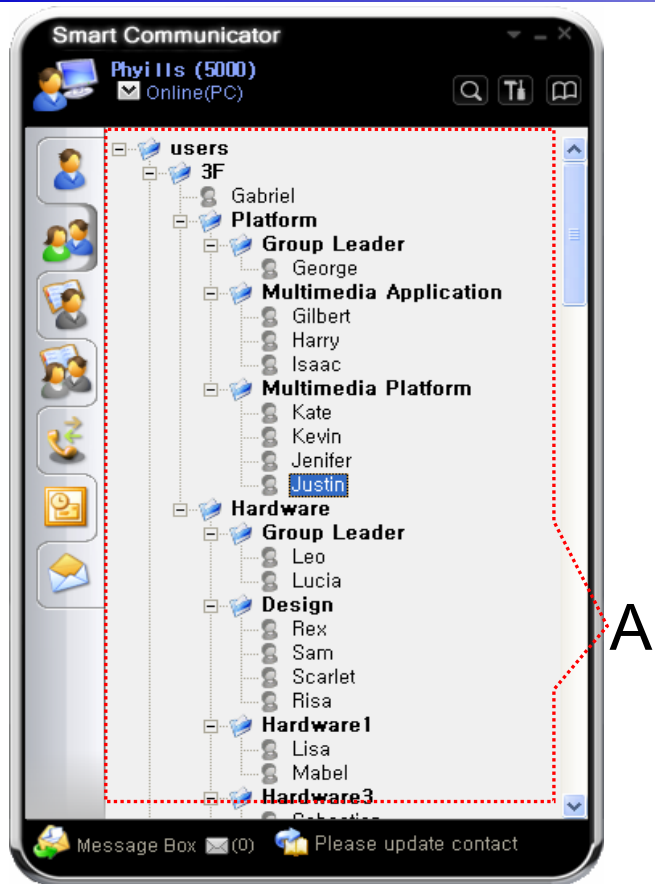 Smart Communicator
Phyills (5000)
Online(PC)
users
3F
Gabriel
Platform
Group Leader
George
Multimedia Application
Gilbert
Harry
Isaac
Multimedia Platform
Kate
Kevin
Jenifer
Justin
Hardware
Group Leader
Leo
Lucia
Design
Rex
Sam
Scarlet
Risa
Hardware1
Lisa
Mabel
Hardware3
A
Message Box (0) Please update contact